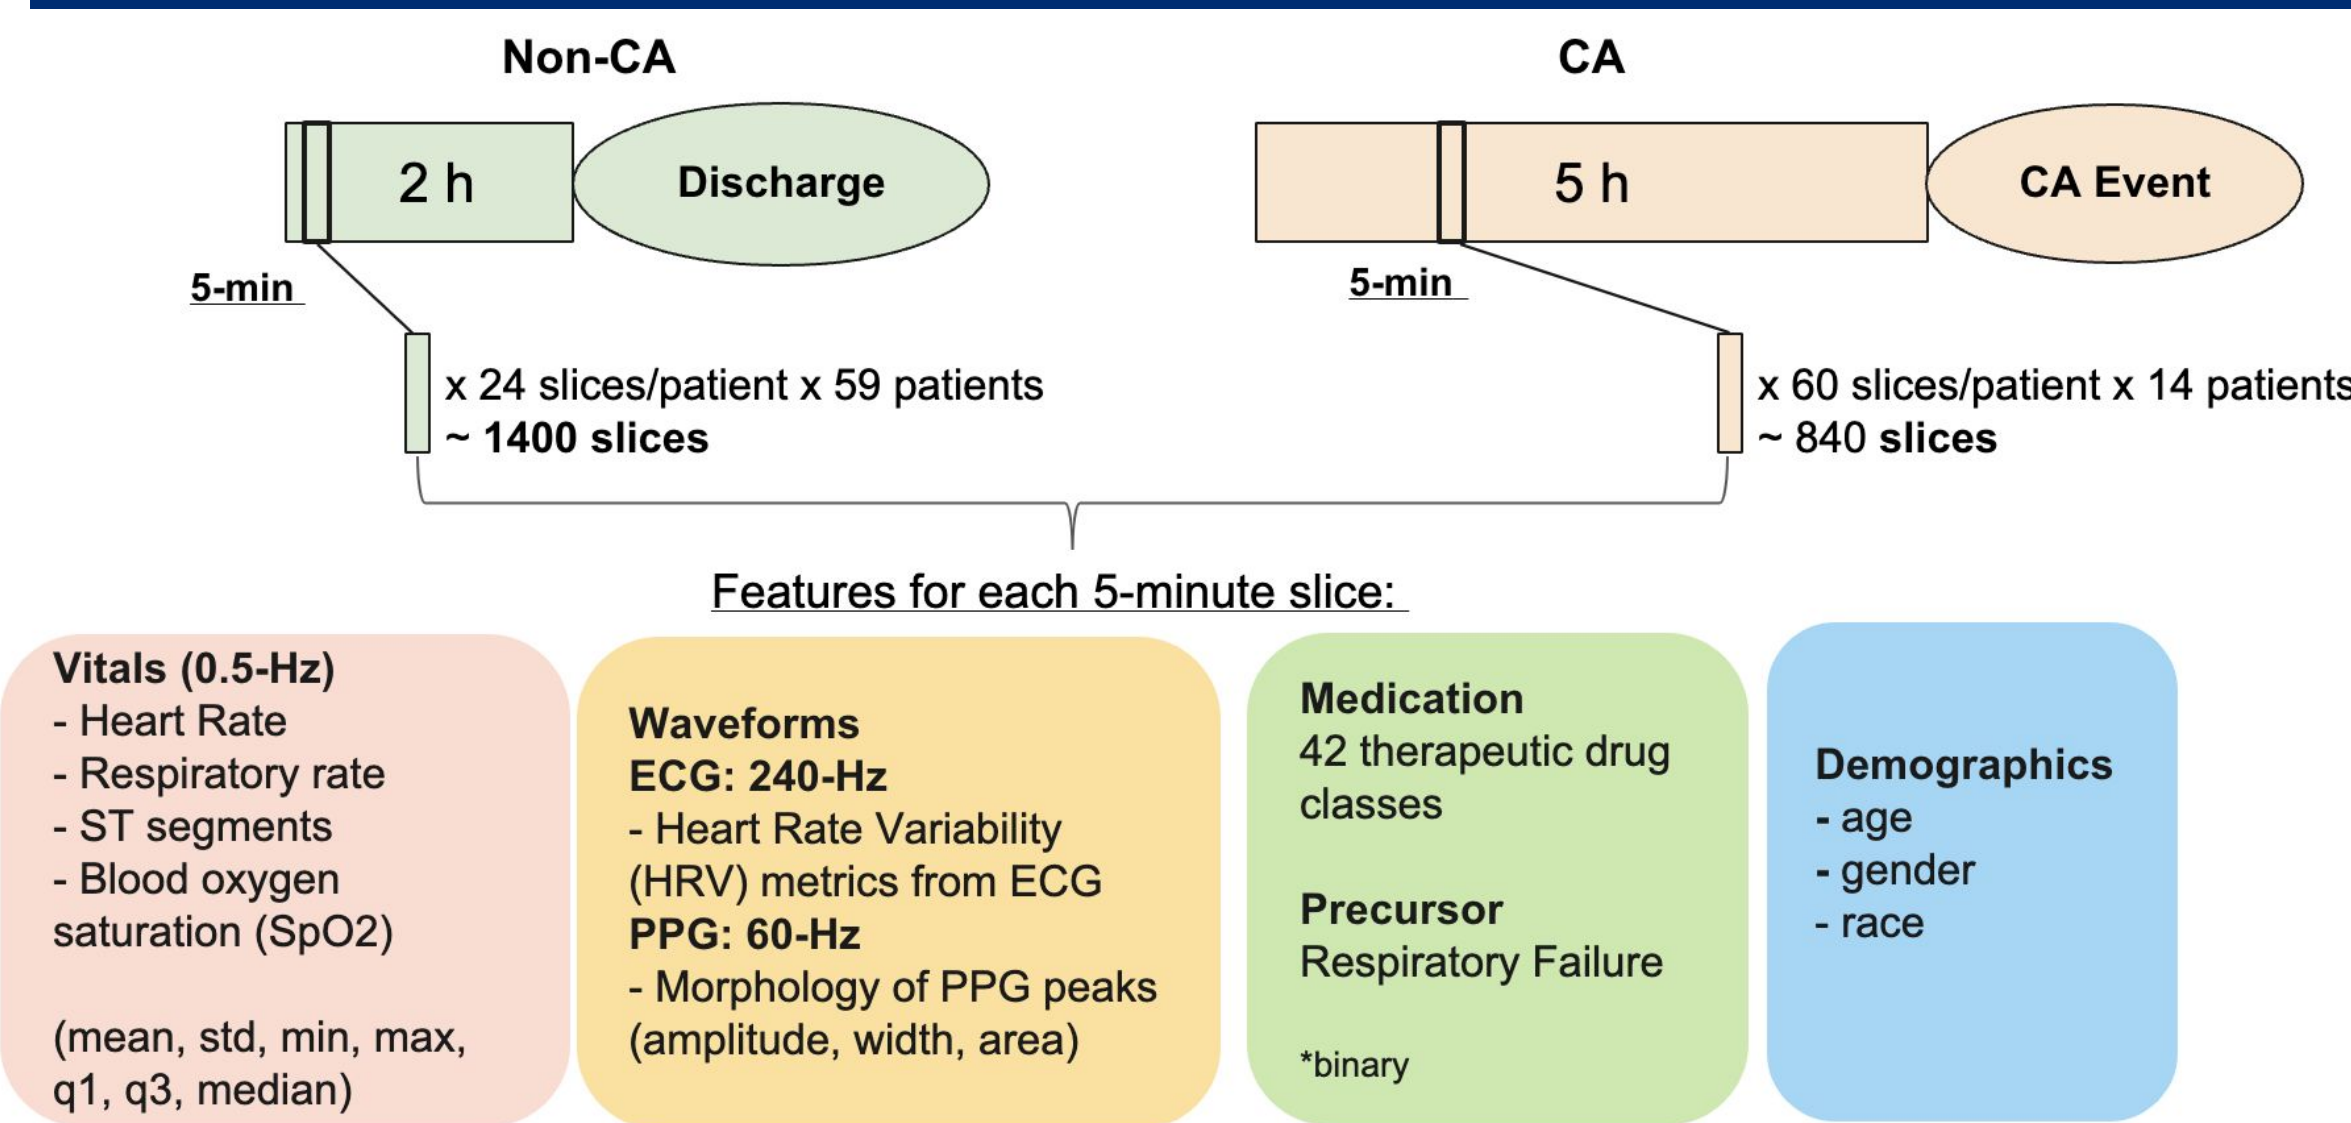 Non-CA
CA
2 h
Discharge
5 h
CA Event
5-min
5-min
x 24 slices/patient x 59 patients
~ 1400 slices
x 60 slices/patient x 14 patients
~ 840 slices
Features for each 5-minute slice:
Vitals (0.5-Hz)
- Heart Rate
- Respiratory rate
- ST segments
- Blood oxygen
saturation (SpO2)
(mean, std, min, max,
q1, q3, median)
Waveforms
ECG: 240-Hz
- Heart Rate Variability
(HRV) metrics from ECG
PPG: 60-Hz
- Morphology of PPG peaks
(amplitude, width, area)
Medication
42 therapeutic drug
classes
Precursor
Respiratory Failure
*binary
Demographics
- age
- gender
- race